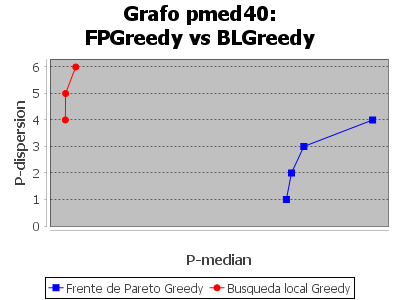 Grafo pmed40:
FPGreedy vs BLGreedy
P-dispersion
6
5
4
3
2
1
0
P-median
Frente de Pareto Greedy
Busqueda local Greedy